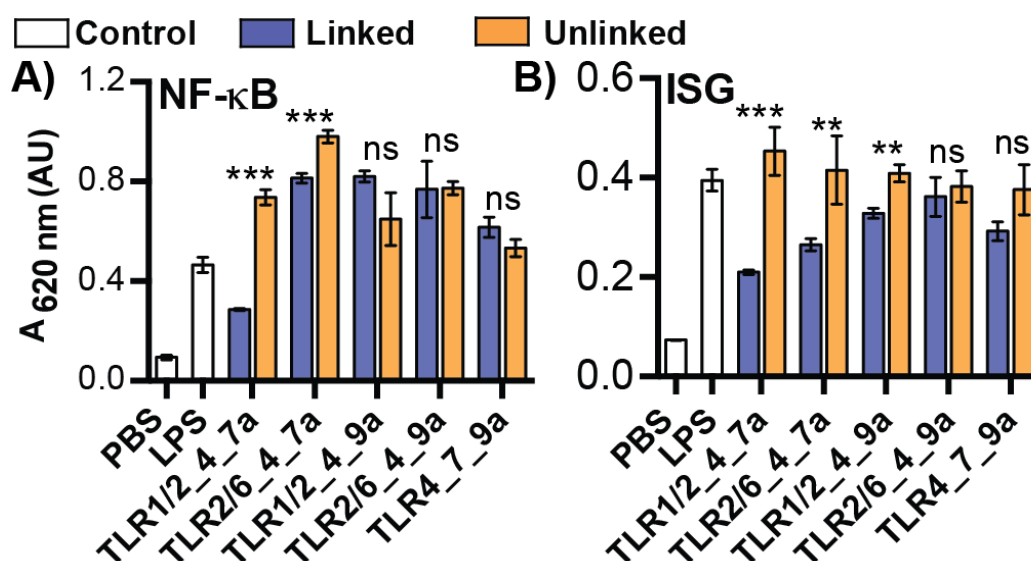 Control Linked Unlinked
A) NF-κB
1.2
0.8
0.4
0.0
A 620 nm (AU)
*** *** ns ns ns
PBS
LPS
TLR1/2_4_7a
TLR2/6_4_7a
TLR1/2_4_9a
TLR2/6_4_9a
TLR4_7_9a
B) ISG
0.6
0.4
0.2
0.0
*** ** ** ns ns
PBS
LPS
TLR1/2_4_7a
TLR2/6_4_7a
TLR1/2_4_9a
TLR2/6_4_9a
TLR4_7_9a